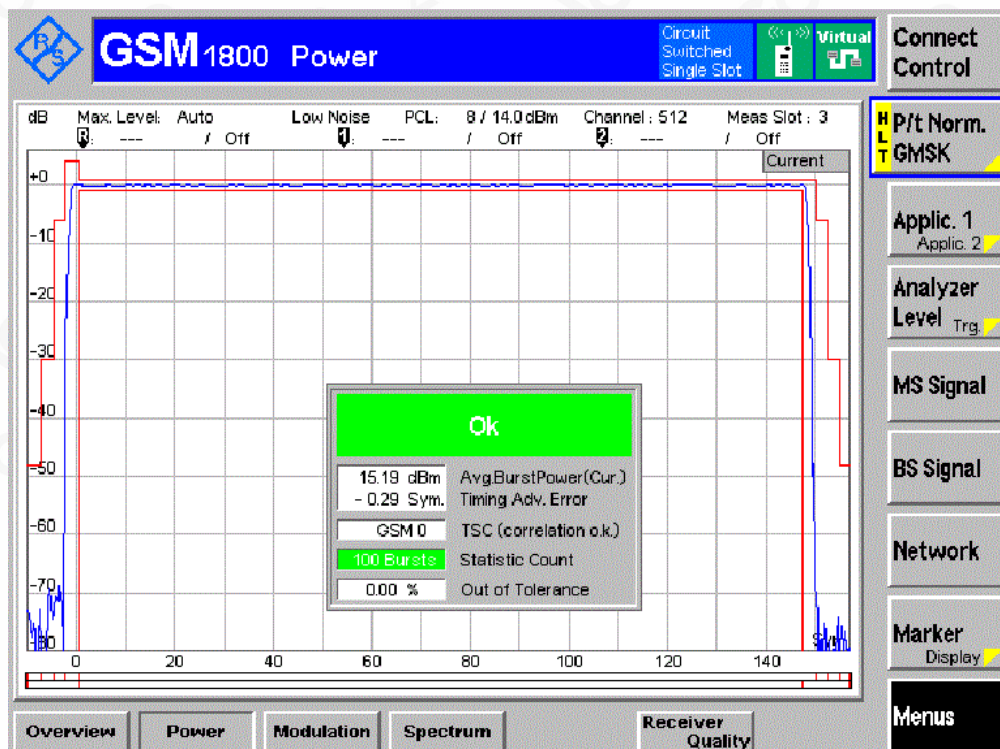 R/S
GSM 1800 Power
Circuit
Switched
Single Slot
Virtual
Connect
Control
dB Max. Level: Auto Low Noise PCL: 8 / 14.0 dBm Channel : 512 Meas Slot : 3
R: --- / Off 1: --- / Off 2: --- / Off
HLT
P/t Norm.
GMSK
Current
+0
-10
-20
-30
-40
-50
-60
-70
-80
Applic. 1
Applic. 2
Analyzer
Level Trg.
MS Signal
BS Signal
Network
Marker
Display
Menus
Ok
15.19 dBm Avg.BurstPower(Cur.)
- 0.29 Sym. Timing Adv. Error
GSM 0 TSC (correlation o.k.)
100 Bursts Statistic Count
0.00 % Out of Tolerance
0 20 40 60 80 100 120 140
Overview Power Modulation Spectrum Receiver
Quality